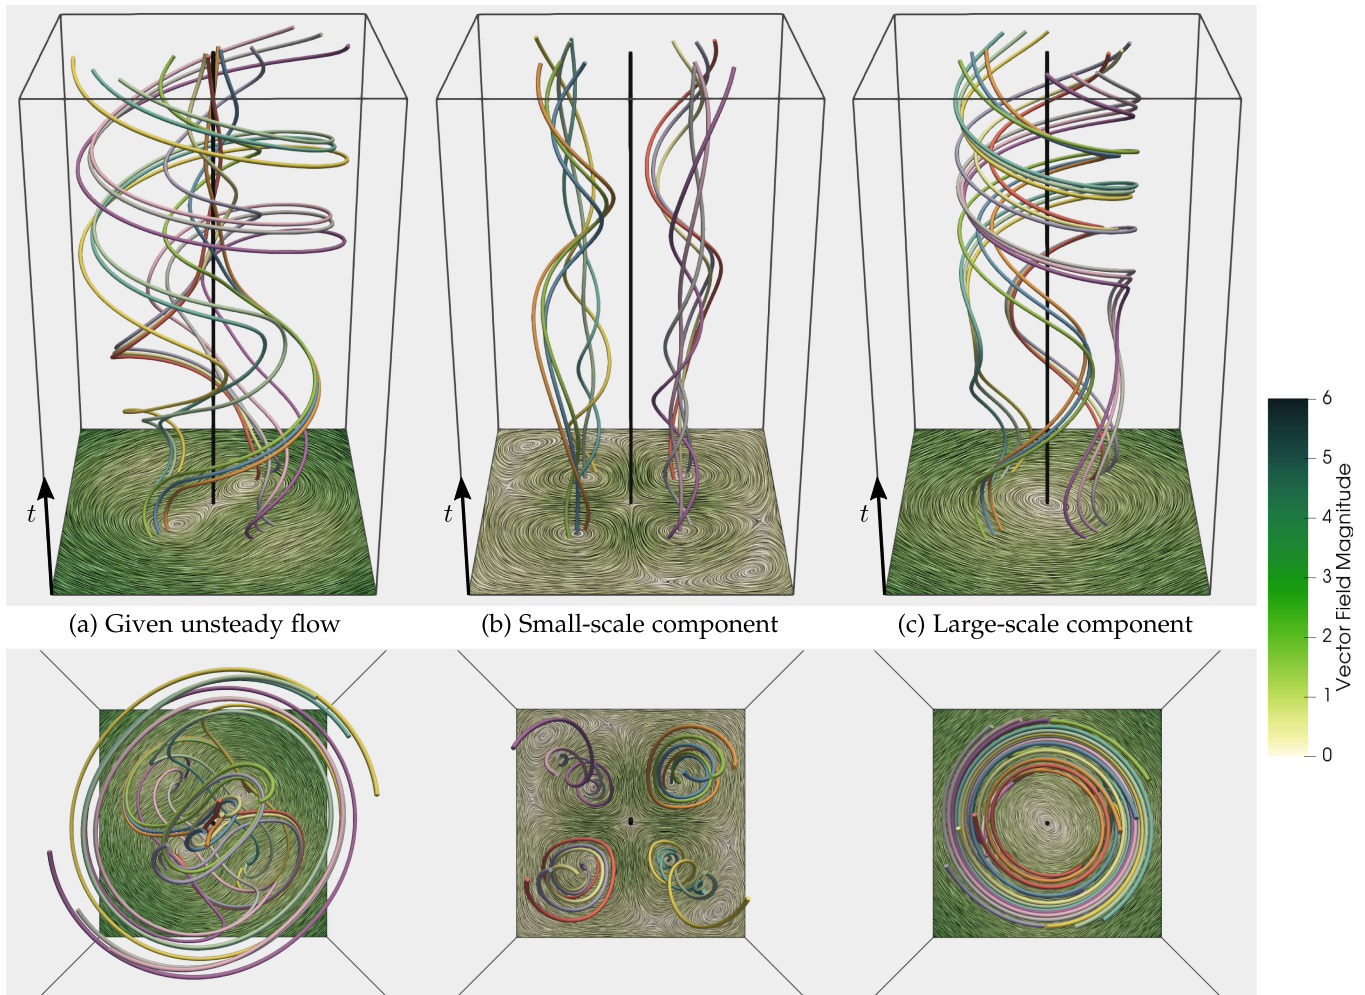 t
t
t
(a) Given unsteady flow
(b) Small-scale component
(c) Large-scale component
6
5
4
3
2
1
0
Vector Field Magnitude